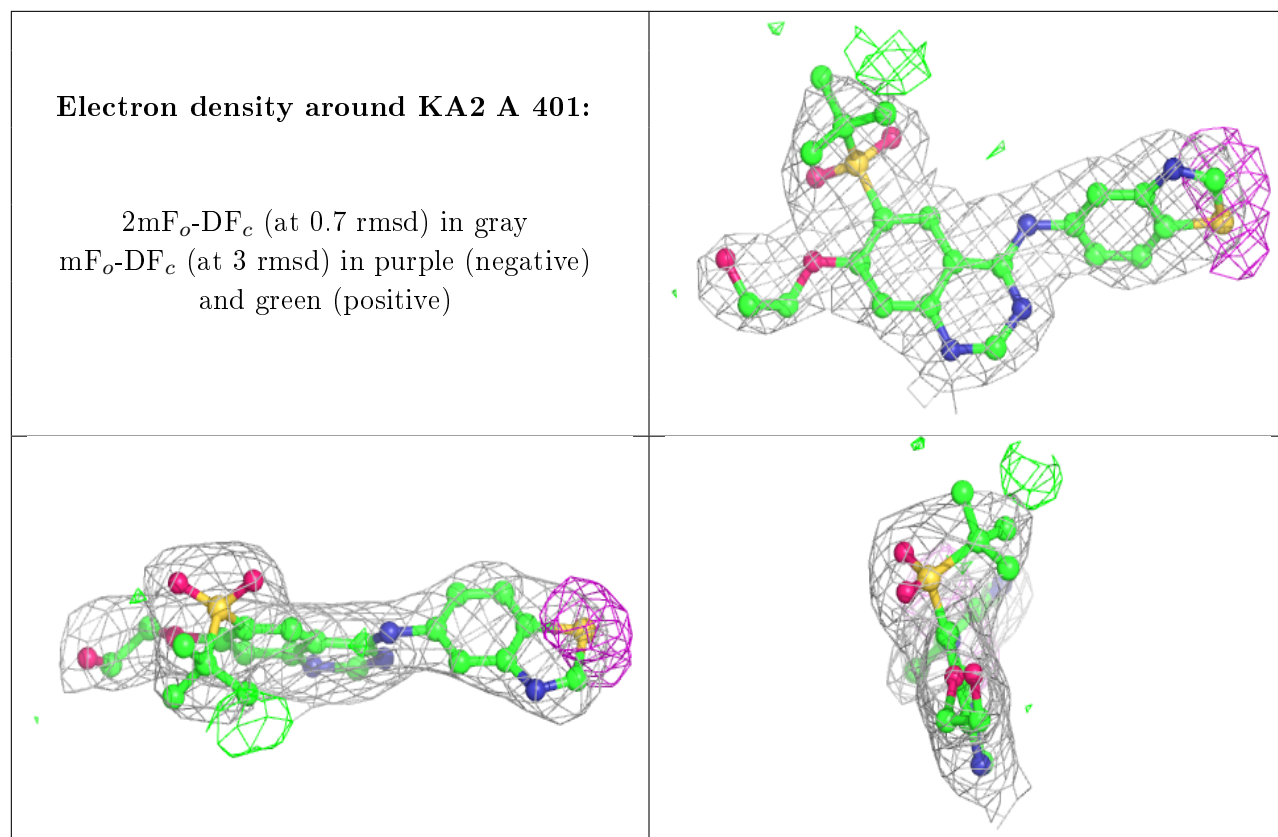 Electron density around KA2 A 401:
2mFₒ-DF𝒸 (at 0.7 rmsd) in gray
mFₒ-DF𝒸 (at 3 rmsd) in purple (negative)
and green (positive)